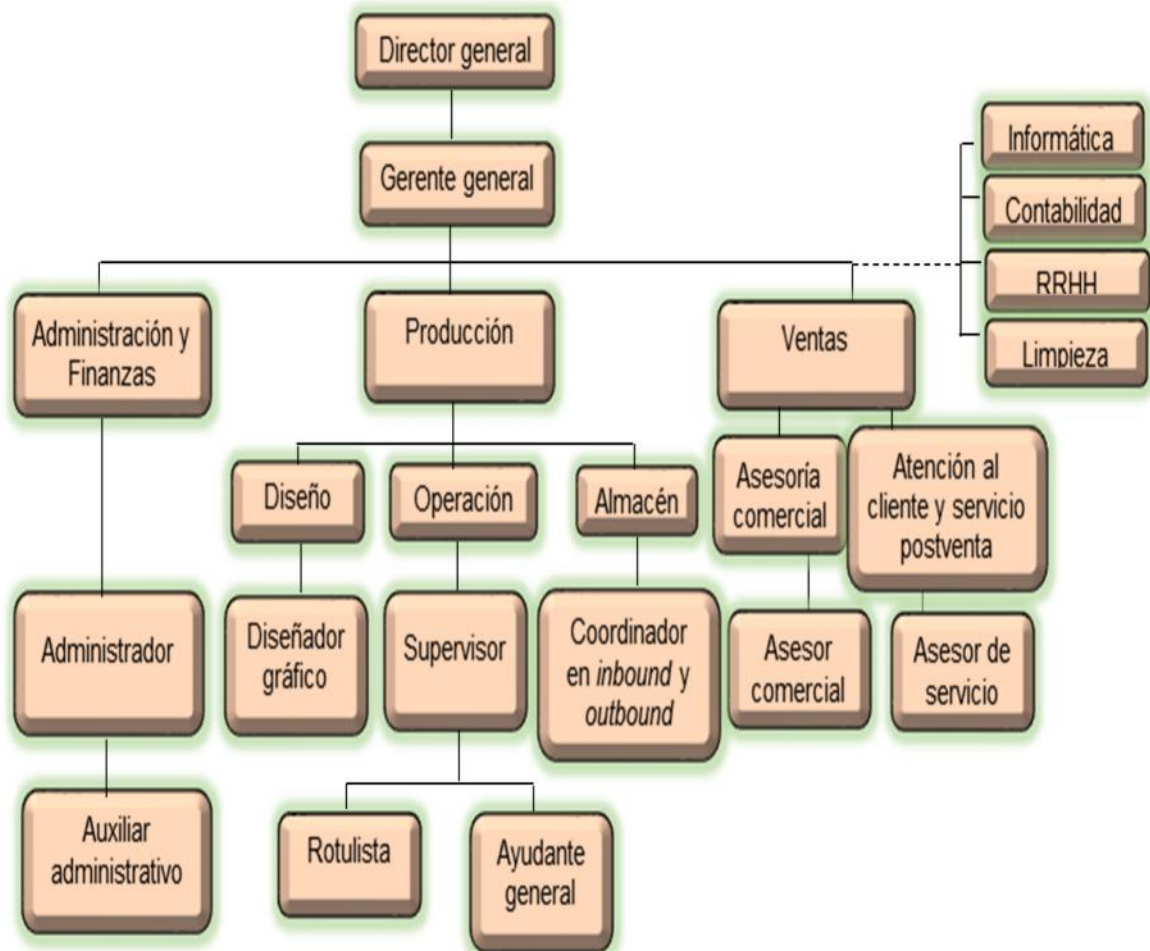 Director general
Gerente general
Informática
Contabilidad
RRHH
Limpieza
Administración y
Finanzas
Producción
Ventas
Diseño
Operación
Almacén
Asesoría
comercial
Atención al
cliente y servicio
postventa
Administrador
Diseñador
gráfico
Supervisor
Coordinador
en inbound y
outbound
Asesor
comercial
Asesor de
servicio
Auxiliar
administrativo
Rotulista
Ayudante
general